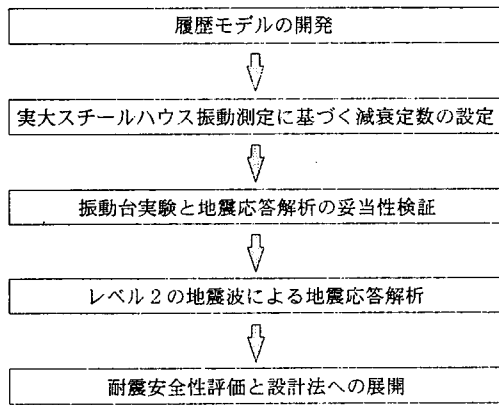 履歴モデルの開発
実大スチールハウス振動測定に基づく減衰定数の設定
振動台実験と地震応答解析の妥当性検証
レベル２の地震波による地震応答解析
耐震安全性評価と設計法への展開